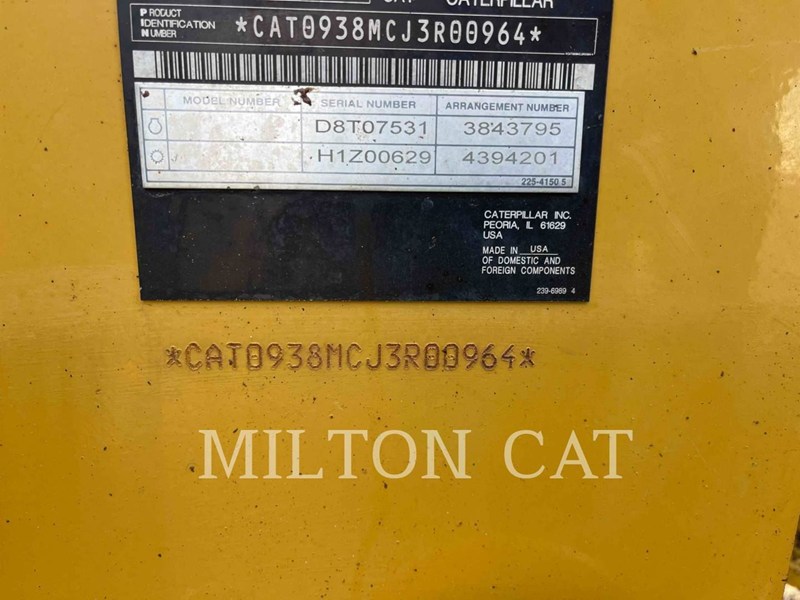 CAT CATERPILLAR
PRODUCT
IDENTIFICATION
NUMBER
*CAT0938MCJ3R00964*
MODEL NUMBER SERIAL NUMBER ARRANGEMENT NUMBER
D8T07531 3843795
H1Z00629 4394201
225-4150 5
CATERPILLAR INC.
PEORIA, IL 61629
USA
MADE IN USA
OF DOMESTIC AND
FOREIGN COMPONENTS
239-6989 4
*CAT0938MCJ3R00964*
MILTON CAT